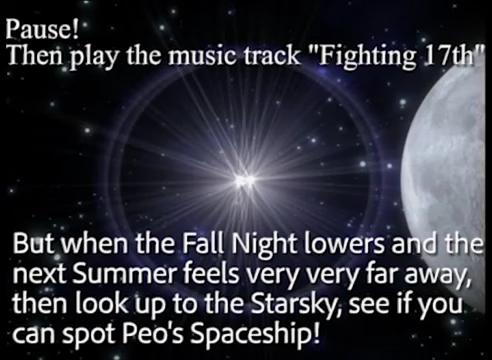 Pause!
Then play the music track "Fighting 17th"
But when the Fall Night lowers and the
next Summer feels very very far away,
then look up to the Starsky, see if you
can spot Peo's Spaceship!